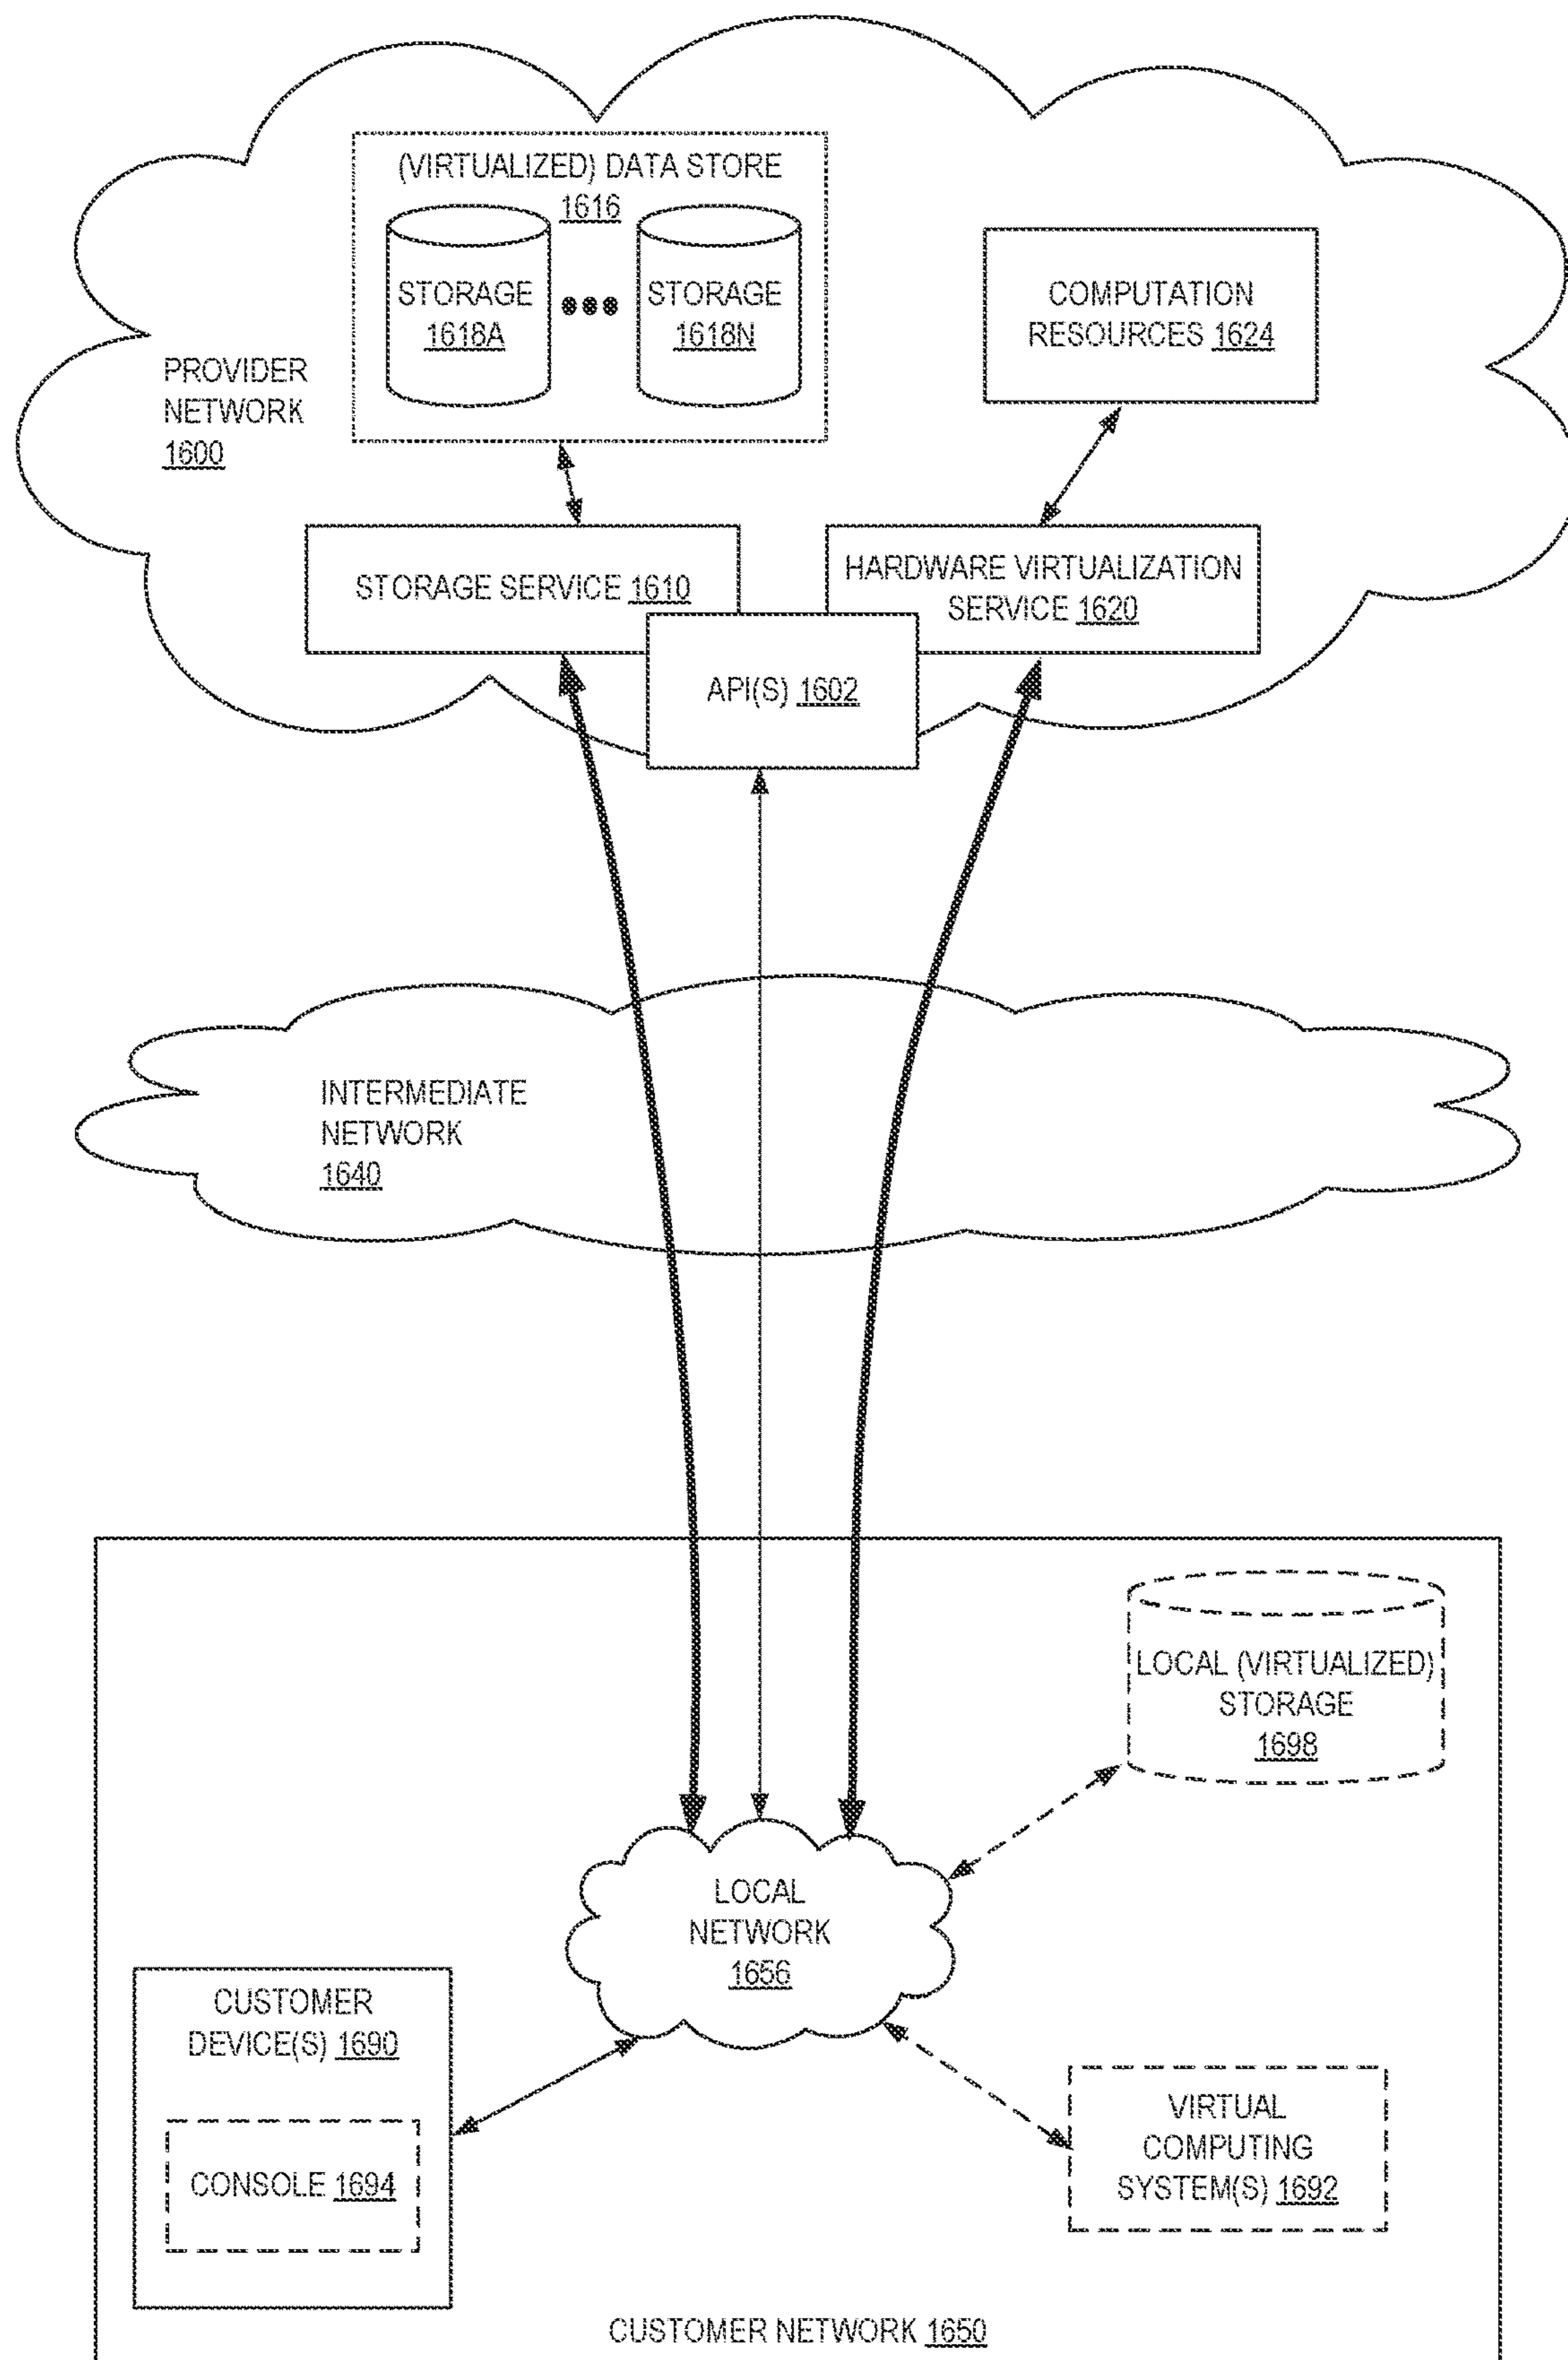 (VIRTUALIZED) DATA STORE
1616
STORAGE
1618A
STORAGE
1618N
COMPUTATION
RESOURCES 1624
PROVIDER
NETWORK
1600
STORAGE SERVICE 1610
HARDWARE VIRTUALIZATION
SERVICE 1620
API(S) 1602
INTERMEDIATE
NETWORK
1640
LOCAL (VIRTUALIZED)
STORAGE
1698
LOCAL
NETWORK
1656
CUSTOMER
DEVICE(S) 1690
CONSOLE 1694
VIRTUAL
COMPUTING
SYSTEM(S) 1692
CUSTOMER NETWORK 1650